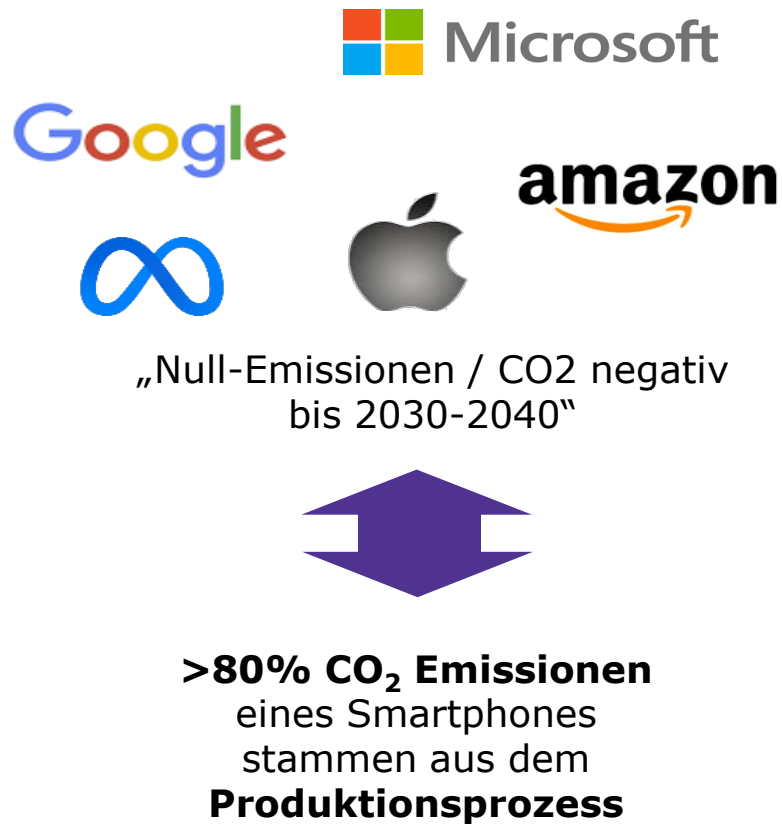 Microsoft
Google
amazon
„Null-Emissionen / CO2 negativ
bis 2030-2040“
>80% CO₂ Emissionen
eines Smartphones
stammen aus dem
Produktionsprozess